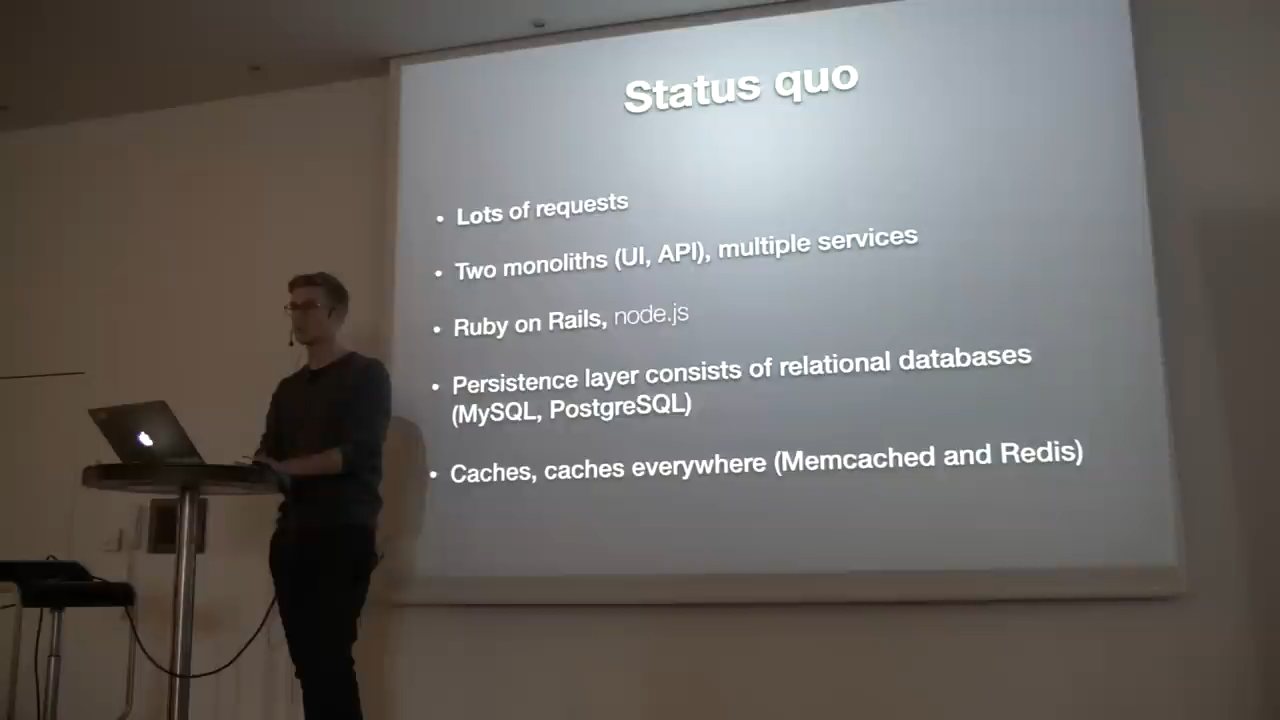 Status quo
• Lots of requests
• Two monoliths (UI, API), multiple services
• Ruby on Rails, node.js
• Persistence layer consists of relational databases
(MySQL, PostgreSQL)
• Caches, caches everywhere (Memcached and Redis)